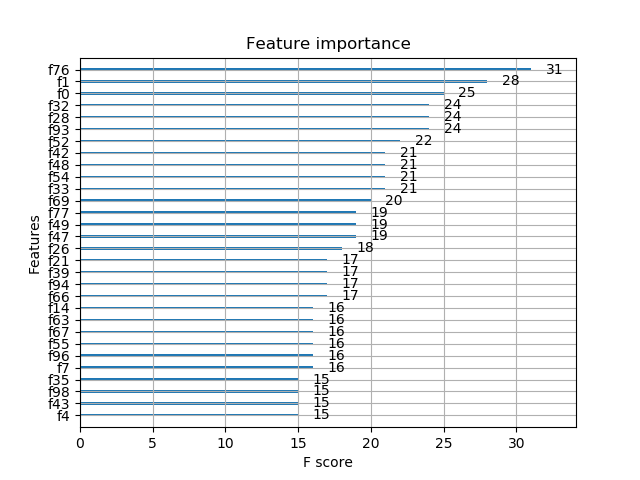 Feature importance
f76 31
f1 28
f0 25
f32 24
f28 24
f93 24
f52 22
f42 21
f48 21
f54 21
f33 21
f69 20
f77 19
f49 19
f47 19
f26 18
f21 17
f39 17
f94 17
f66 17
f14 16
f63 16
f67 16
f55 16
f96 16
f7 16
f35 15
f98 15
f43 15
f4 15
Features
0 5 10 15 20 25 30
F score